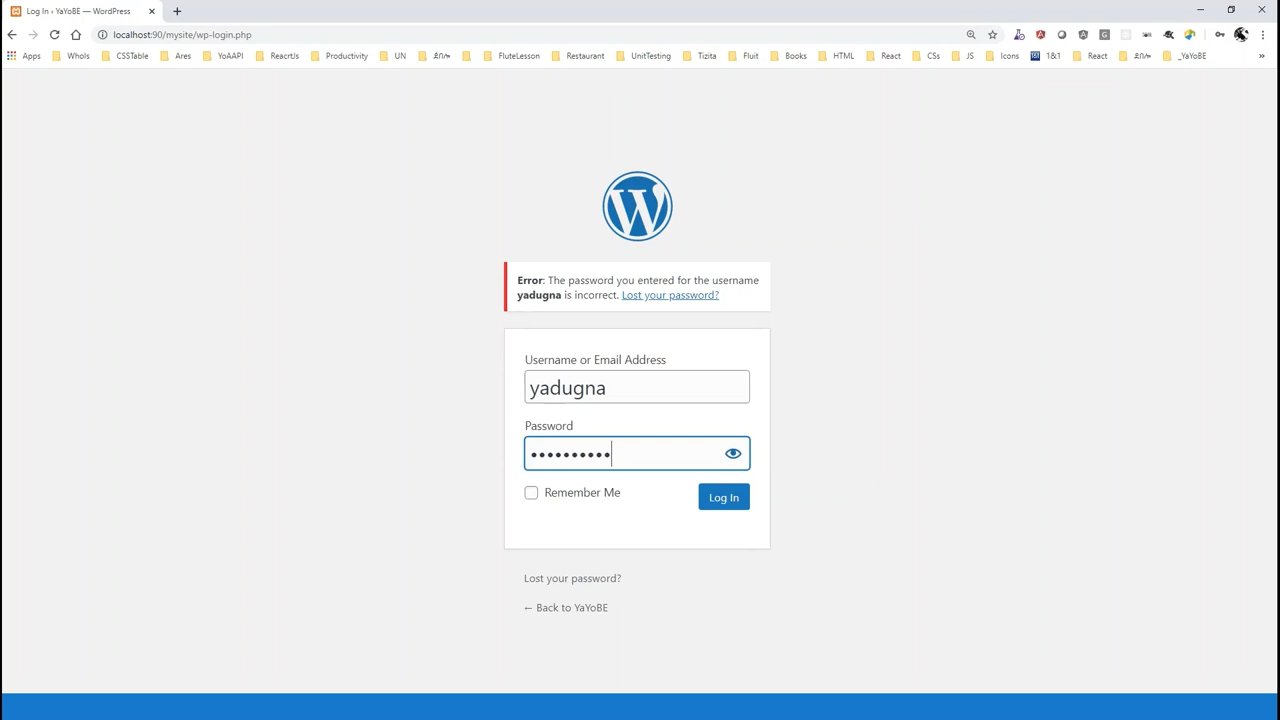 Log In ‹ YaYoBE — WordPress
localhost:90/mysite/wp-login.php
Apps WhoIs CSSTable Ares YoAAPI ReacrtJs Productivity UN FluteLesson Restaurant UnitTesting Tizita Fluit Books HTML React CSs JS Icons 1&1 React _YaYoBE »
Error: The password you entered for the username
yadugna is incorrect. Lost your password?
Username or Email Address
yadugna
Password
Remember Me
Log In
Lost your password?
← Back to YaYoBE